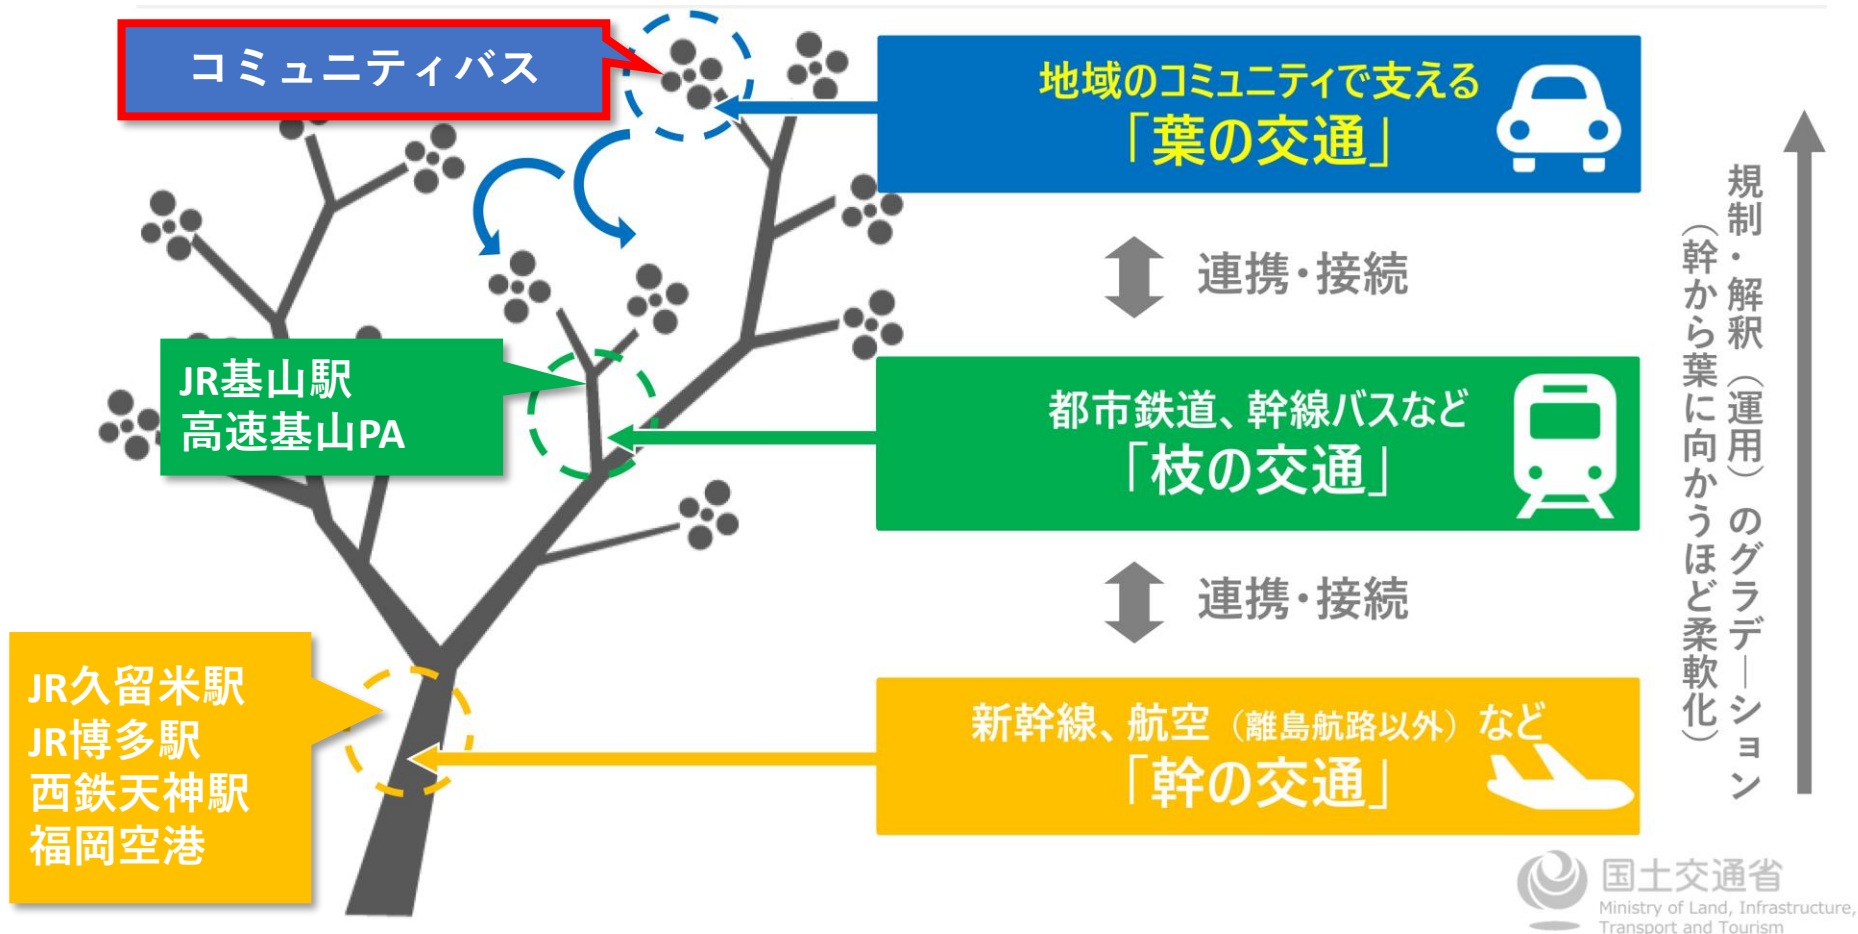 コミュニティバス
地域のコミュニティで支える
「葉の交通」
連携・接続
JR基山駅
高速基山PA
都市鉄道、幹線バスなど
「枝の交通」
連携・接続
JR久留米駅
JR博多駅
西鉄天神駅
福岡空港
新幹線、航空（離島航路以外）など
「幹の交通」
規制・解釈（運用）のグラデーション
（幹から葉に向かうほど柔軟化）
国土交通省
Ministry of Land, Infrastructure,
Transport and Tourism